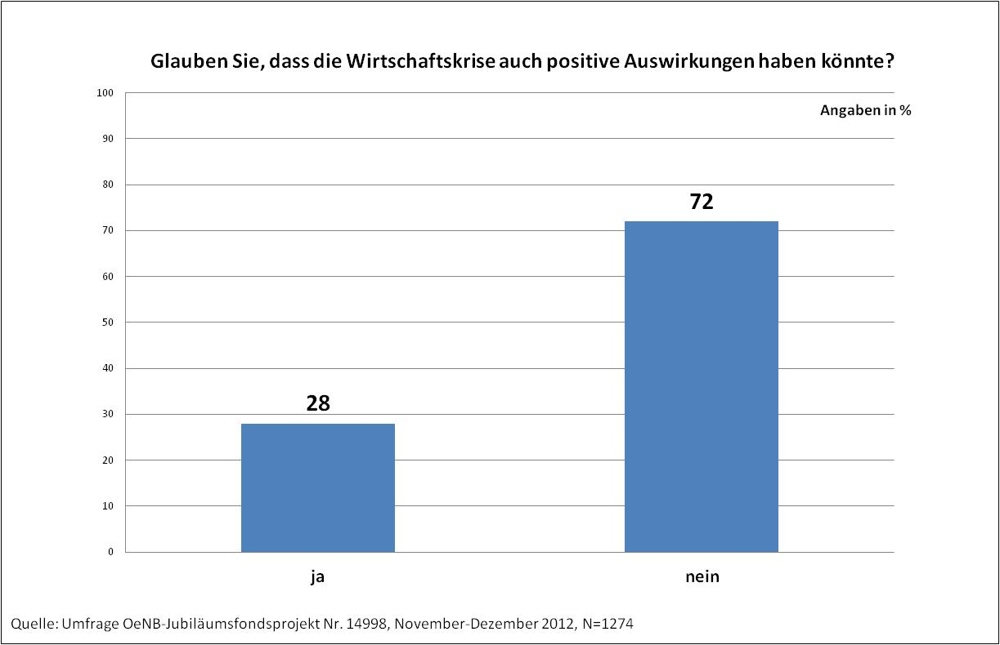 Glauben Sie, dass die Wirtschaftskrise auch positive Auswirkungen haben könnte?
100
Angaben in %
90
80
72
70
60
50
40
28
30
20
10
0
ja
nein
Quelle: Umfrage OeNB-Jubiläumsfondsprojekt Nr. 14998, November-Dezember 2012, N=1274